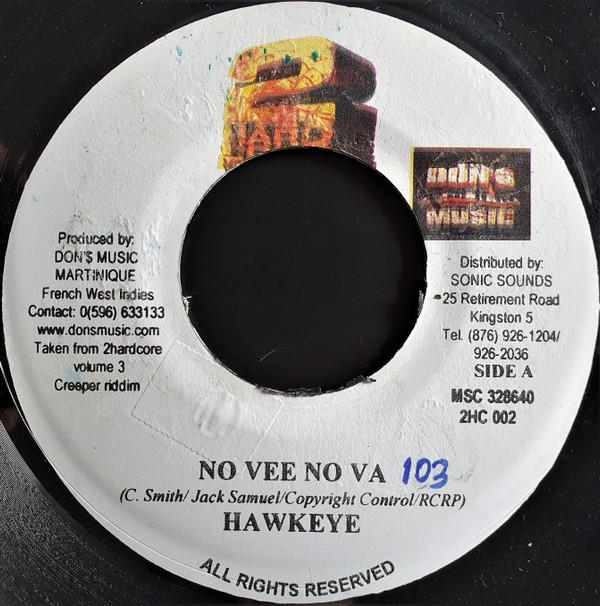 2
HARD
DON'S
MUSIC
Produced by:
DON'S MUSIC
MARTINIQUE
French West Indies
Contact: 0(596) 633133
www.donsmusic.com
Taken from 2hardcore
volume 3
Creeper riddim
Distributed by:
SONIC SOUNDS
25 Retirement Road
Kingston 5
Tel. (876) 926-1204/
926-2036
SIDE A
MSC 328640
2HC 002
NO VEE NO VA 103
(C. Smith/ Jack Samuel/Copyright Control/RCRP)
HAWKEYE
ALL RIGHTS RESERVED